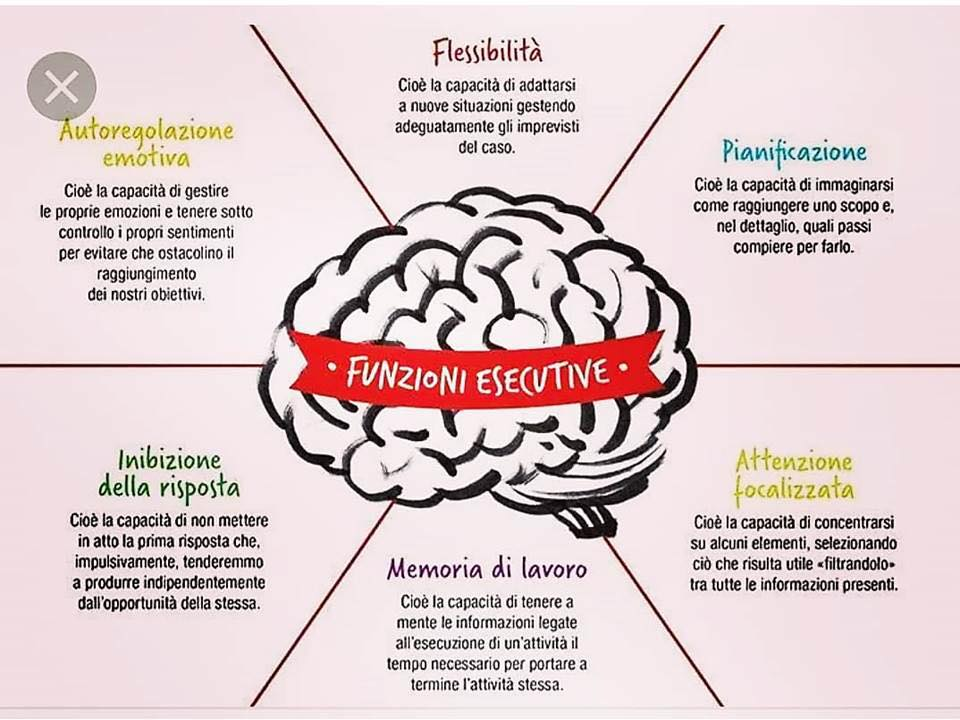 Flessibilità
Cioè la capacità di adattarsi
a nuove situazioni gestendo
adeguatamente gli imprevisti
del caso.
Autoregolazione
emotiva
Cioè la capacità di gestire
le proprie emozioni e tenere sotto
controllo i propri sentimenti
per evitare che ostacolino il
raggiungimento
dei nostri obiettivi.
Pianificazione
Cioè la capacità di immaginarsi
come raggiungere uno scopo e,
nel dettaglio, quali passi
compiere per farlo.
• FUNZIONI ESECUTIVE •
Inibizione
della risposta
Cioè la capacità di non mettere
in atto la prima risposta che,
impulsivamente, tenderemmo
a produrre indipendentemente
dall'opportunità della stessa.
Memoria di lavoro
Cioè la capacità di tenere a
mente le informazioni legate
all'esecuzione di un'attività il
tempo necessario per portare a
termine l'attività stessa.
Attenzione
focalizzata
Cioè la capacità di concentrarsi
su alcuni elementi, selezionando
ciò che risulta utile «filtrandolo»
tra tutte le informazioni presenti.